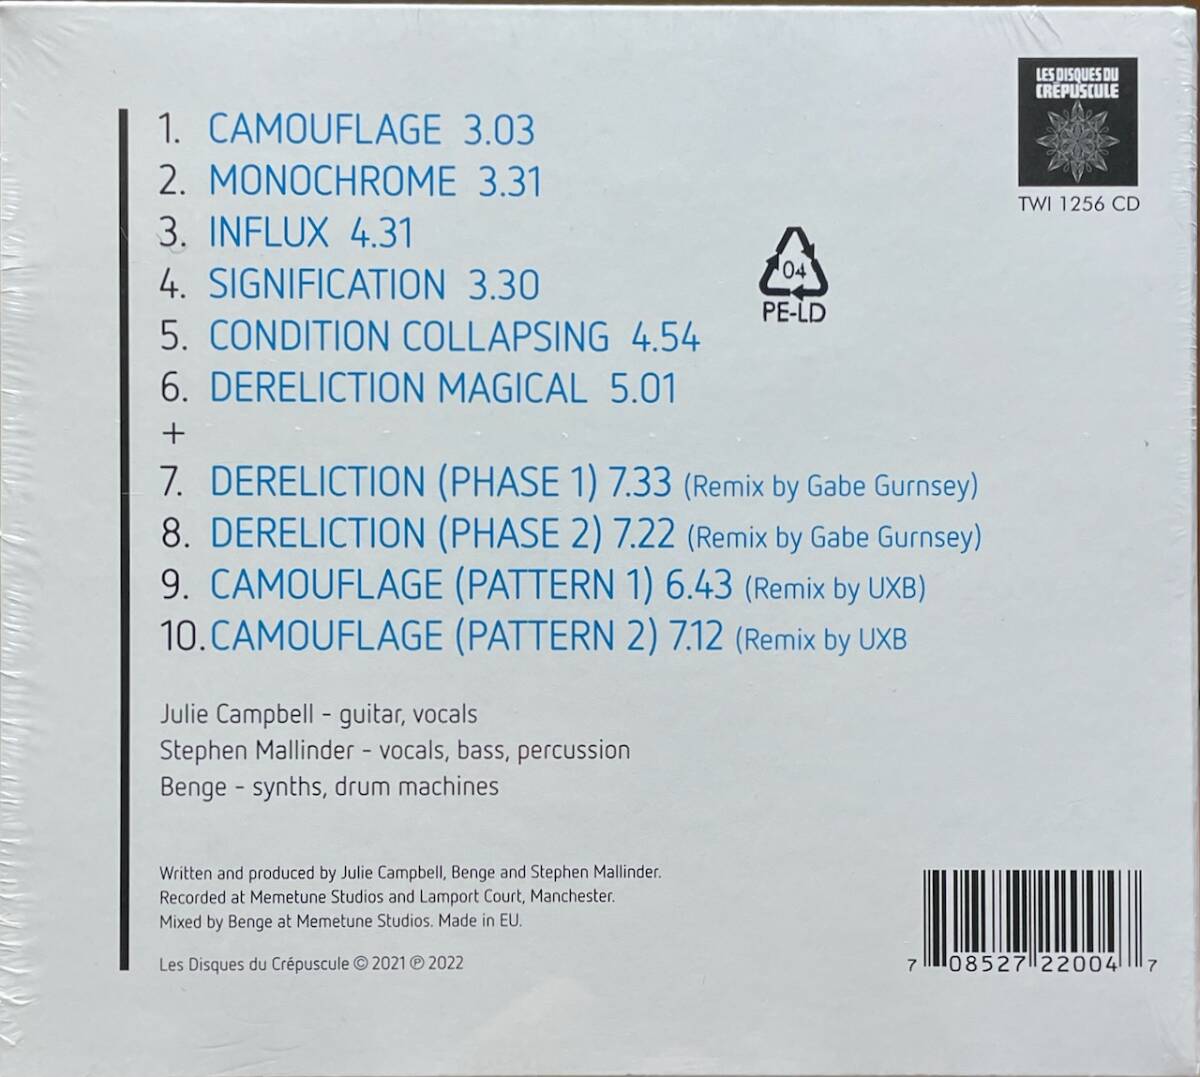 LES DISQUES DU
CRÉPUSCULE
TWI 1256 CD
1. CAMOUFLAGE 3.03
2. MONOCHROME 3.31
3. INFLUX 4.31
4. SIGNIFICATION 3.30
5. CONDITION COLLAPSING 4.54
6. DERELICTION MAGICAL 5.01
+
7. DERELICTION (PHASE 1) 7.33 (Remix by Gabe Gurnsey)
8. DERELICTION (PHASE 2) 7.22 (Remix by Gabe Gurnsey)
9. CAMOUFLAGE (PATTERN 1) 6.43 (Remix by UXB)
10. CAMOUFLAGE (PATTERN 2) 7.12 (Remix by UXB
04
PE-LD
Julie Campbell - guitar, vocals
Stephen Mallinder - vocals, bass, percussion
Benge - synths, drum machines
Written and produced by Julie Campbell, Benge and Stephen Mallinder.
Recorded at Memetune Studios and Lamport Court, Manchester.
Mixed by Benge at Memetune Studios. Made in EU.
Les Disques du Crépuscule © 2021 ℗ 2022
7 08527 22004 7